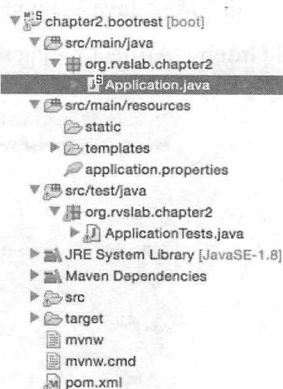 chapter2.bootrest [boot]
src/main/java
org.rvslab.chapter2
Application.java
src/main/resources
static
templates
application.properties
src/test/java
org.rvslab.chapter2
ApplicationTests.java
JRE System Library [JavaSE-1.8]
Maven Dependencies
src
target
mvnw
mvnw.cmd
pom.xml